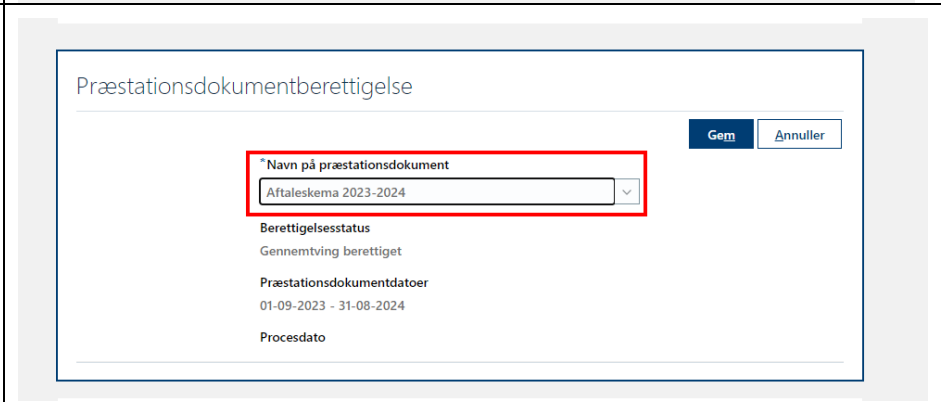 Præstationsdokumentberettigelse
Gem Annuller
*Navn på præstationsdokument
Aftaleskema 2023-2024
Berettigelsesstatus
Gennemtving berettiget
Præstationsdokumentdatoer
01-09-2023 - 31-08-2024
Procesdato